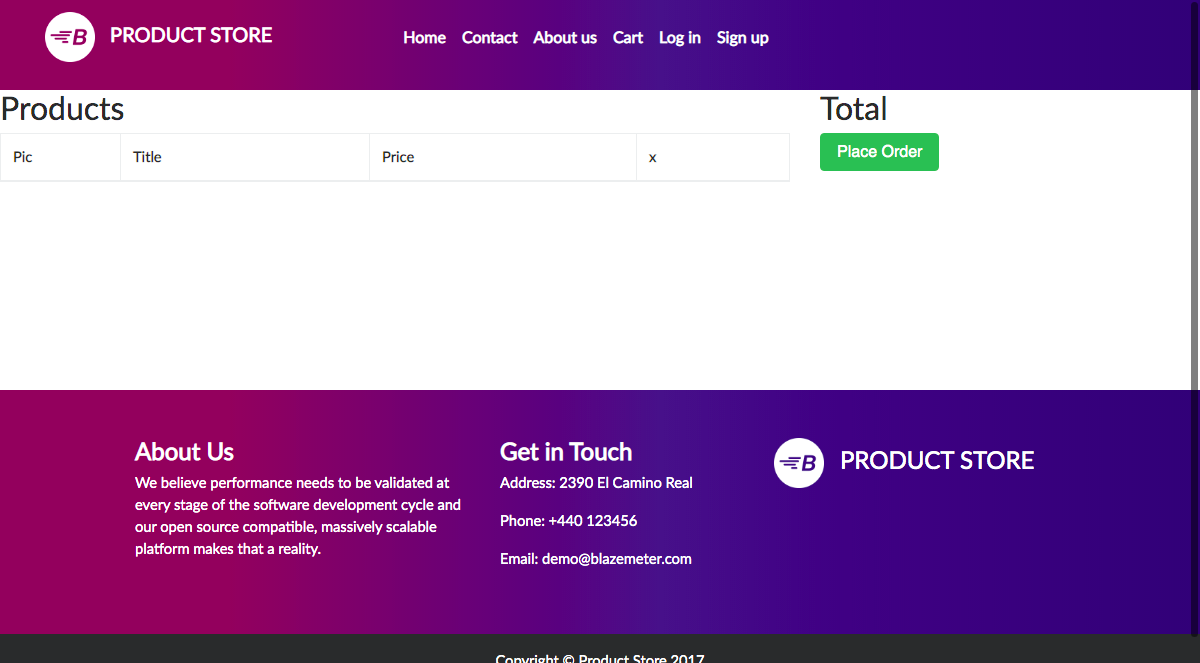 B PRODUCT STORE Home Contact About us Cart Log in Sign up
Products
Pic Title Price x
Total
Place Order
About Us
We believe performance needs to be validated at
every stage of the software development cycle and
our open source compatible, massively scalable
platform makes that a reality.
Get in Touch
Address: 2390 El Camino Real
Phone: +440 123456
Email: demo@blazemeter.com
B PRODUCT STORE
Copyright © Product Store 2017